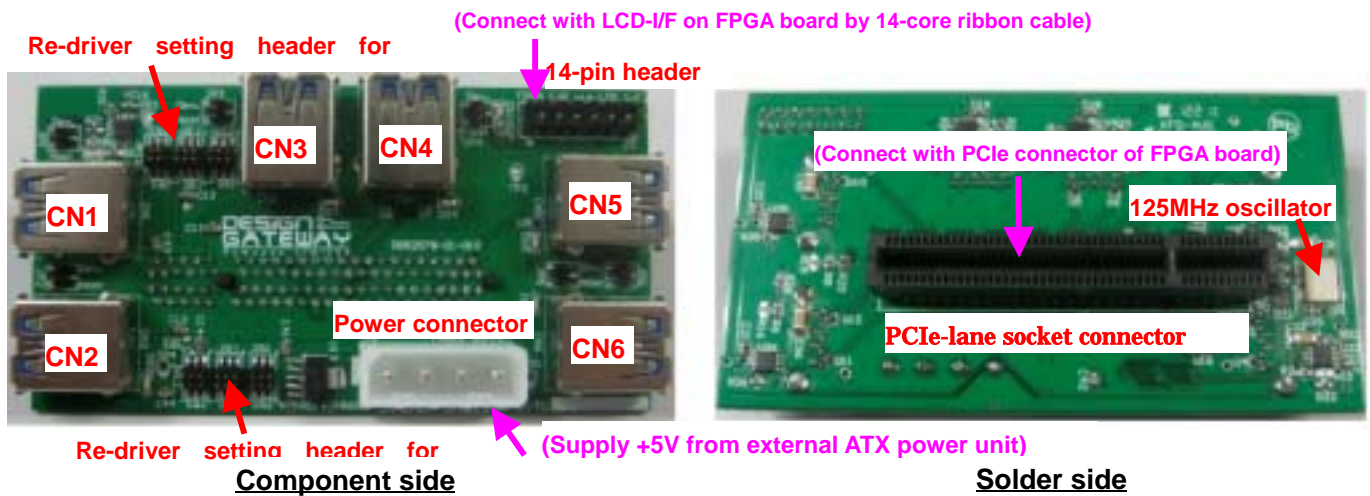 (Connect with LCD-I/F on FPGA board by 14-core ribbon cable)
Re-driver setting header for
14-pin header
CN3
CN4
(Connect with PCIe connector of FPGA board)
CN1
CN5
125MHz oscillator
DESIGN
GATEWAY
Power connector
CN2
CN6
PCIe-lane socket connector
Re-driver setting header for
(Supply +5V from external ATX power unit)
Component side
Solder side